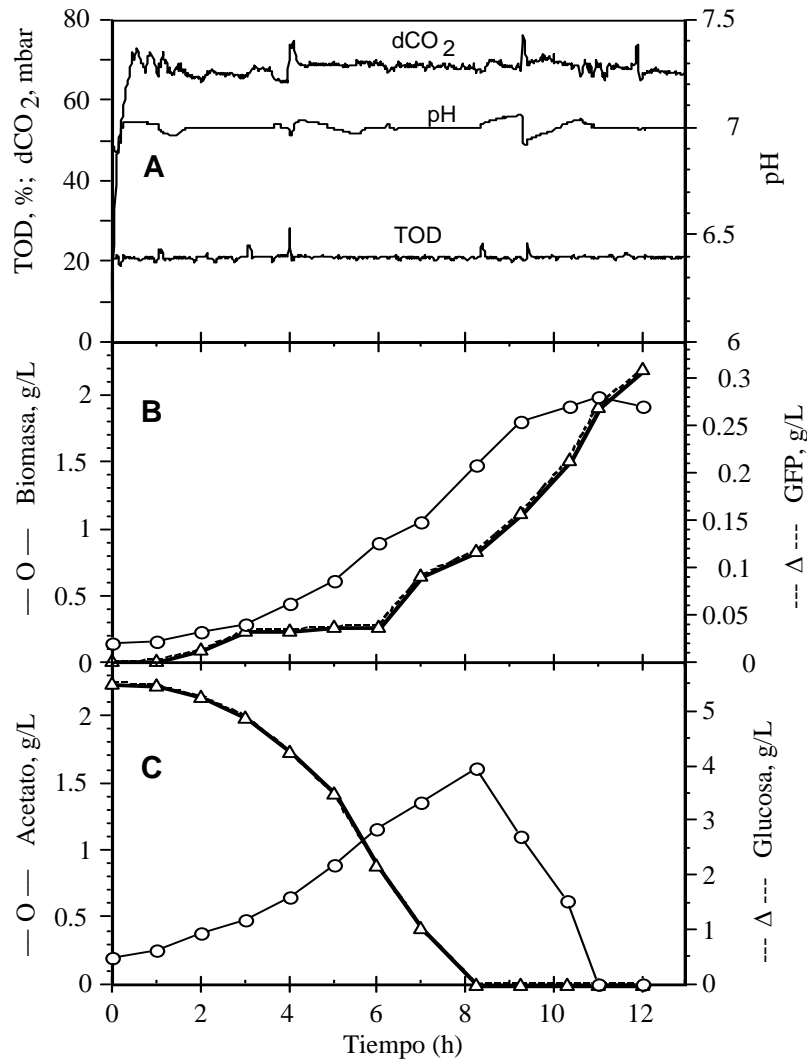 80
70
60
50
40
30
20
0
TOD, %; dCO2, mbar
dCO2
pH
A
TOD
7.5
7
6.5
6
pH
2
1.5
1
0.5
0
— O — Biomasa, g/L
B
0.3
0.25
0.2
0.15
0.1
0.05
0
--- Δ --- GFP, g/L
2
1.5
1
0.5
0
— O — Acetato, g/L
C
5
4
3
2
1
0
--- Δ --- Glucosa, g/L
0 2 4 6 8 10 12
Tiempo (h)